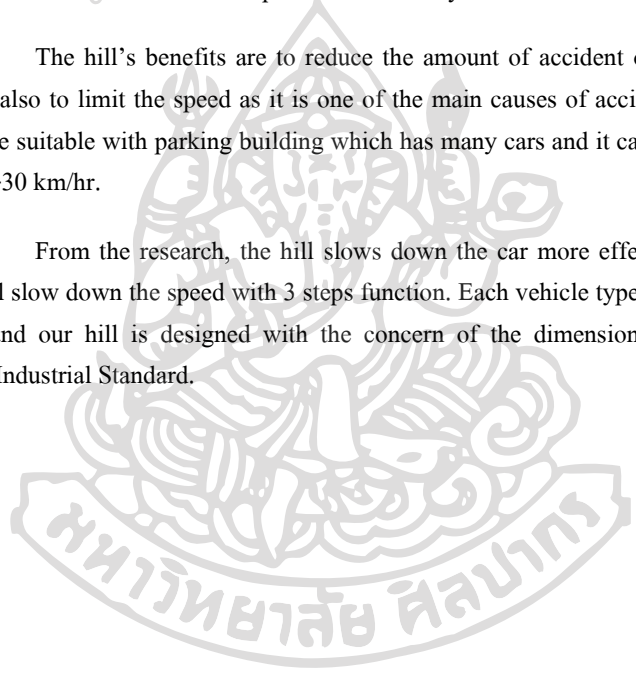 The hill’s benefits are to reduce the amount of accident
also to limit the speed as it is one of the main causes of
suitable with parking building which has many cars and it
30 km/hr.
From the research, the hill slows down the car more
slow down the speed with 3 steps function. Each vehicle type
our hill is designed with the concern of the dimension
Industrial Standard.
มหาวิทยาลัย ศิลปากร